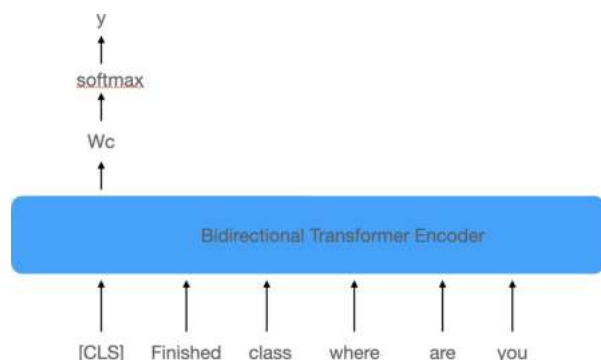 y
softmax
Wc
Bidirectional Transformer Encoder
[CLS] Finished class where are you